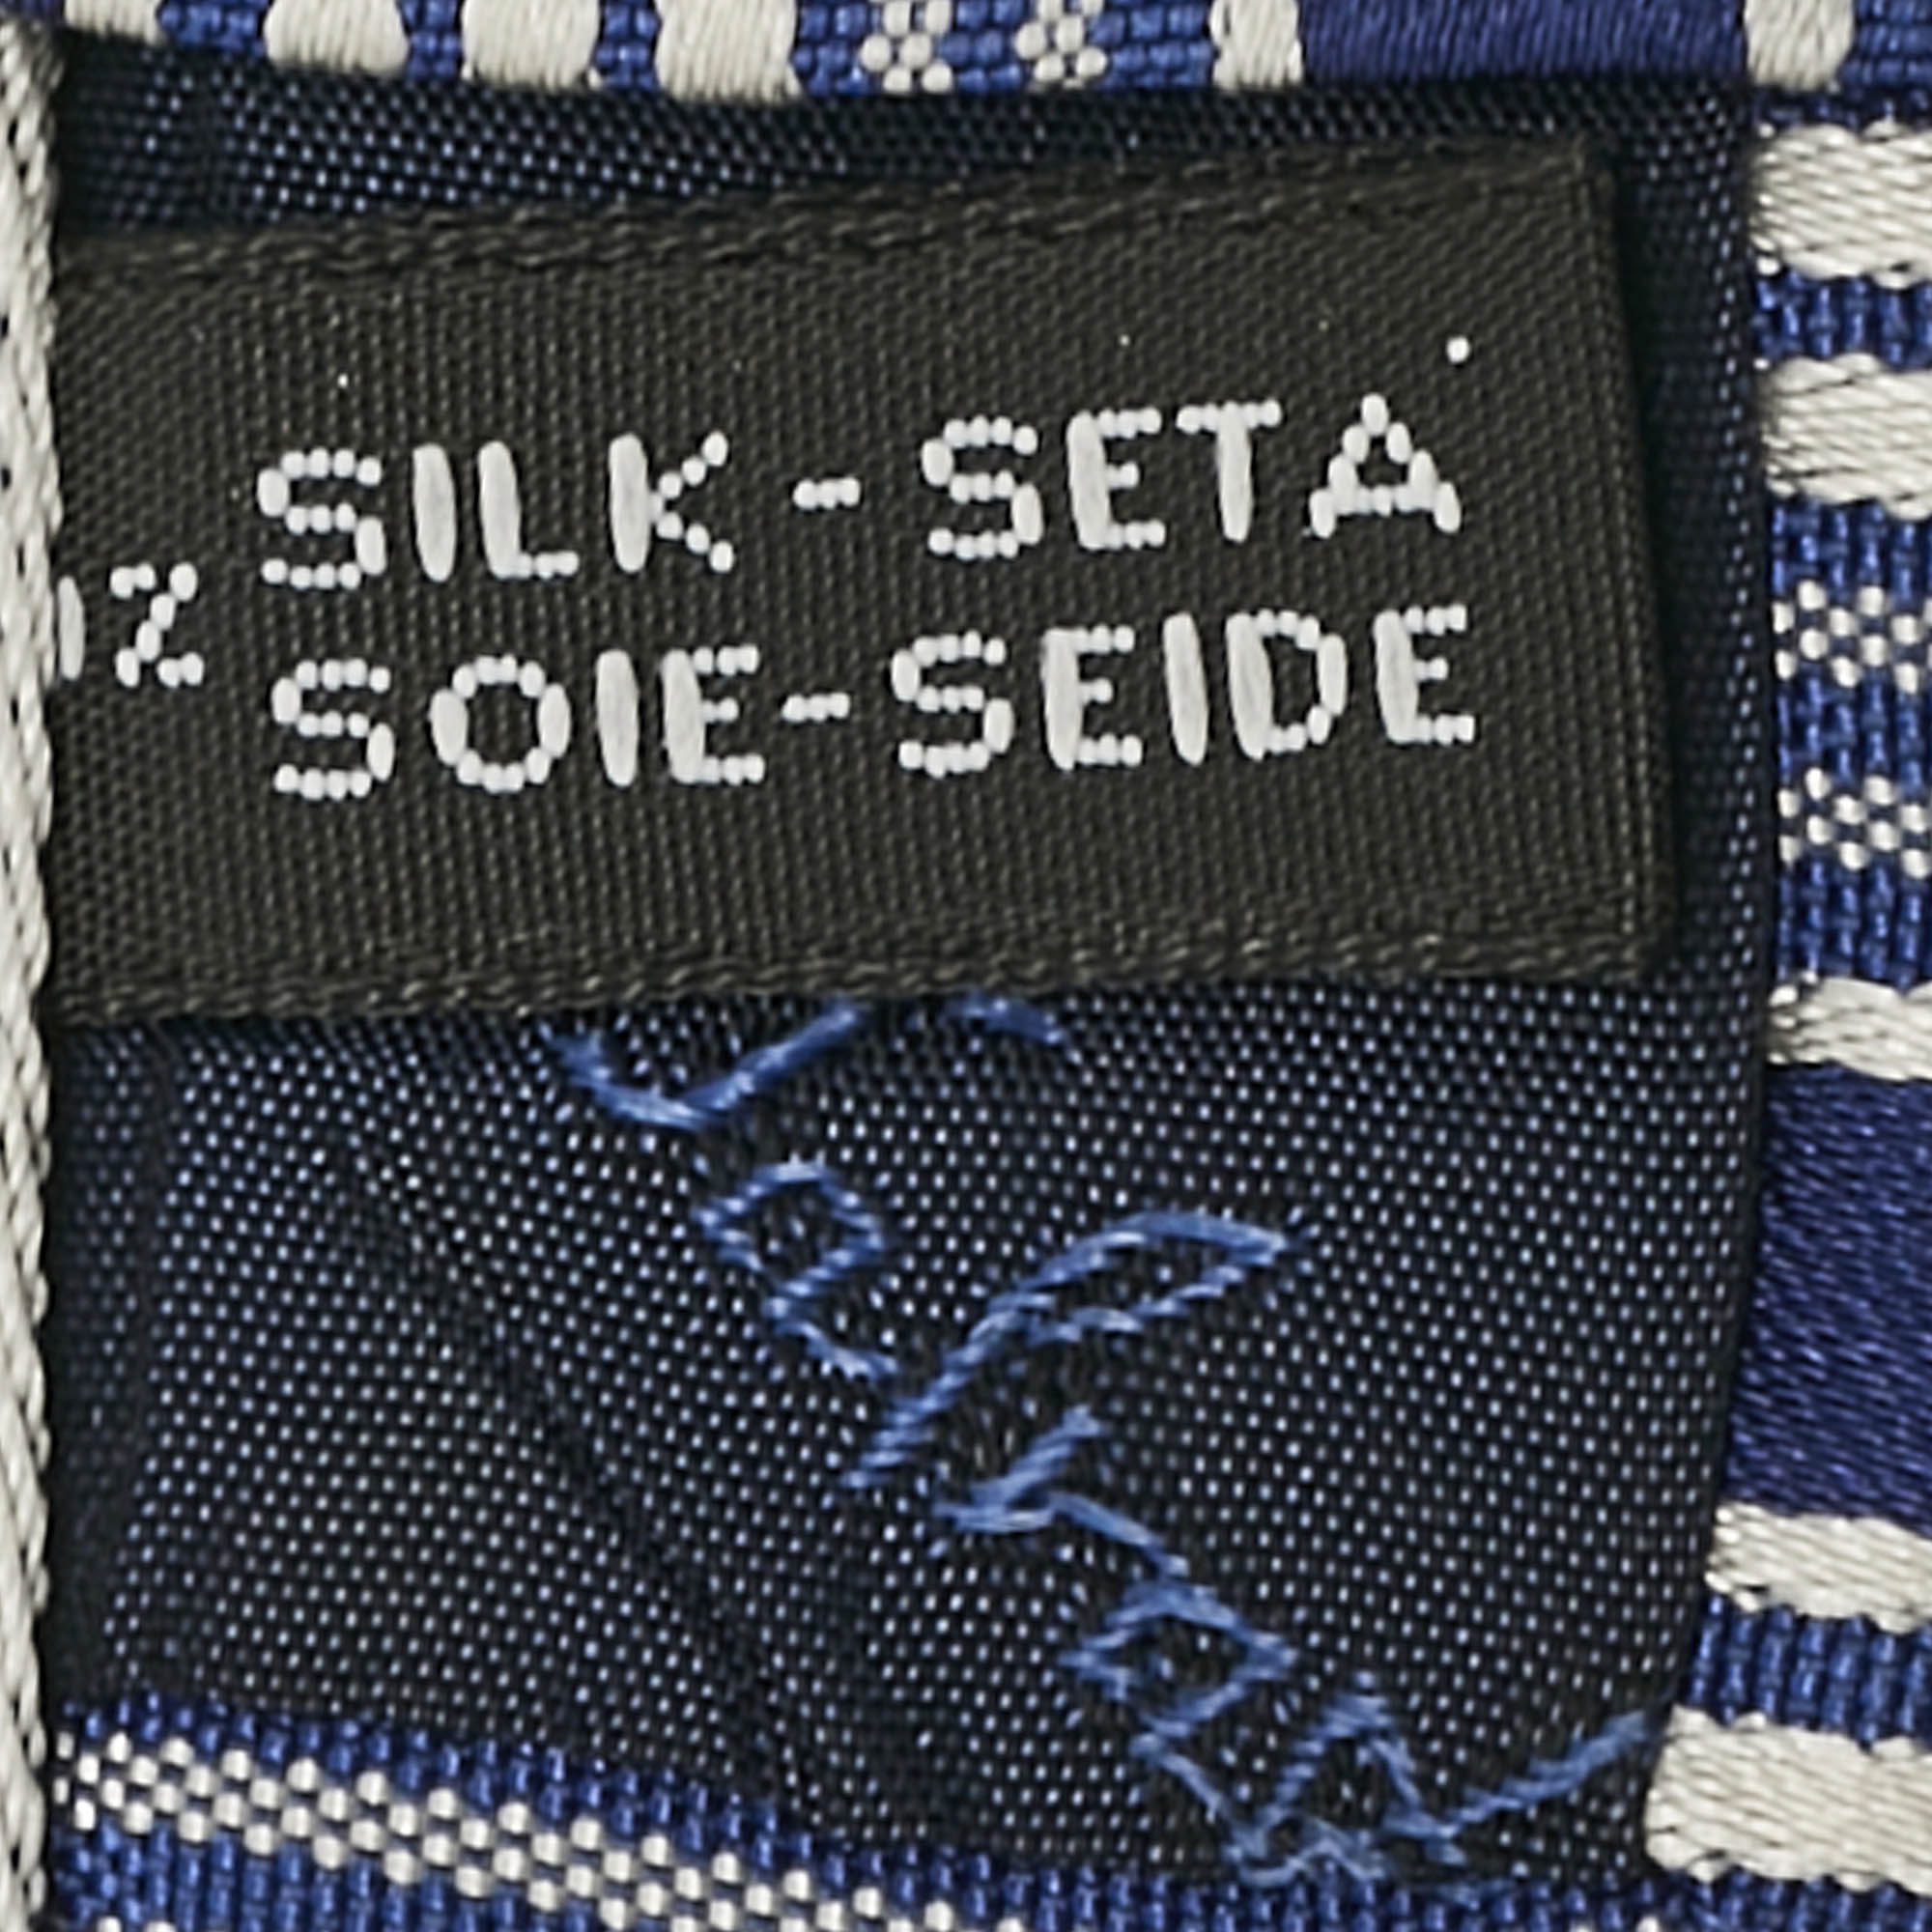 % SILK - SETA
SOIE-SEIDE